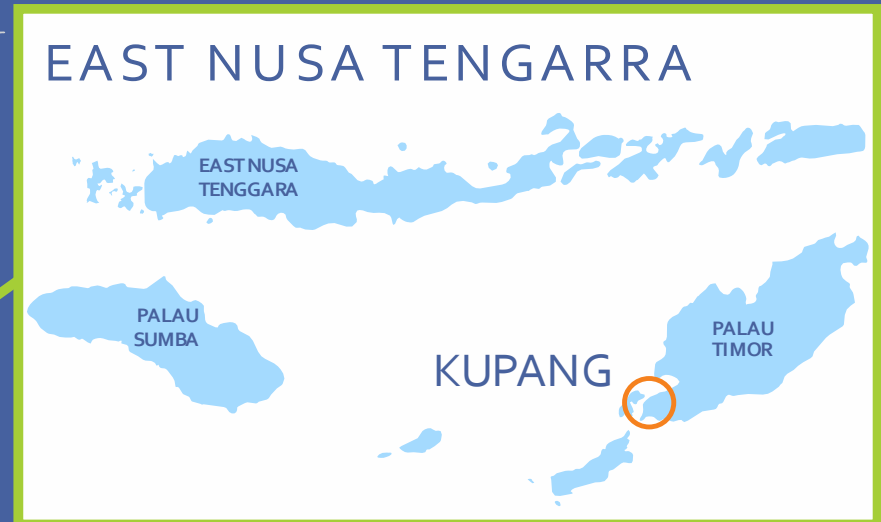 EAST NUSA TENGARRA
EAST NUSA
TENGGARA
PALAU
SUMBA
KUPANG
PALAU
TIMOR